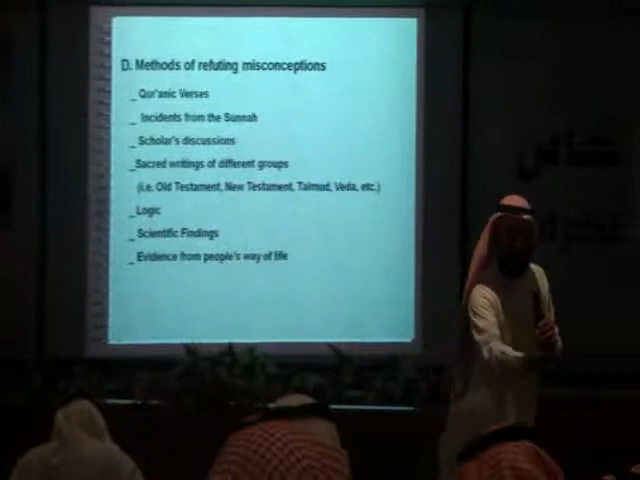 D. Methods of refuting misconceptions
_ Qur'anic Verses
_ Incidents from the Sunnah
_ Scholar's discussions
_Sacred writings of different groups
(i.e. Old Testament, New Testament, Talmud, Veda, etc.)
_Logic
_ Scientific Findings
_ Evidence from people's way of life